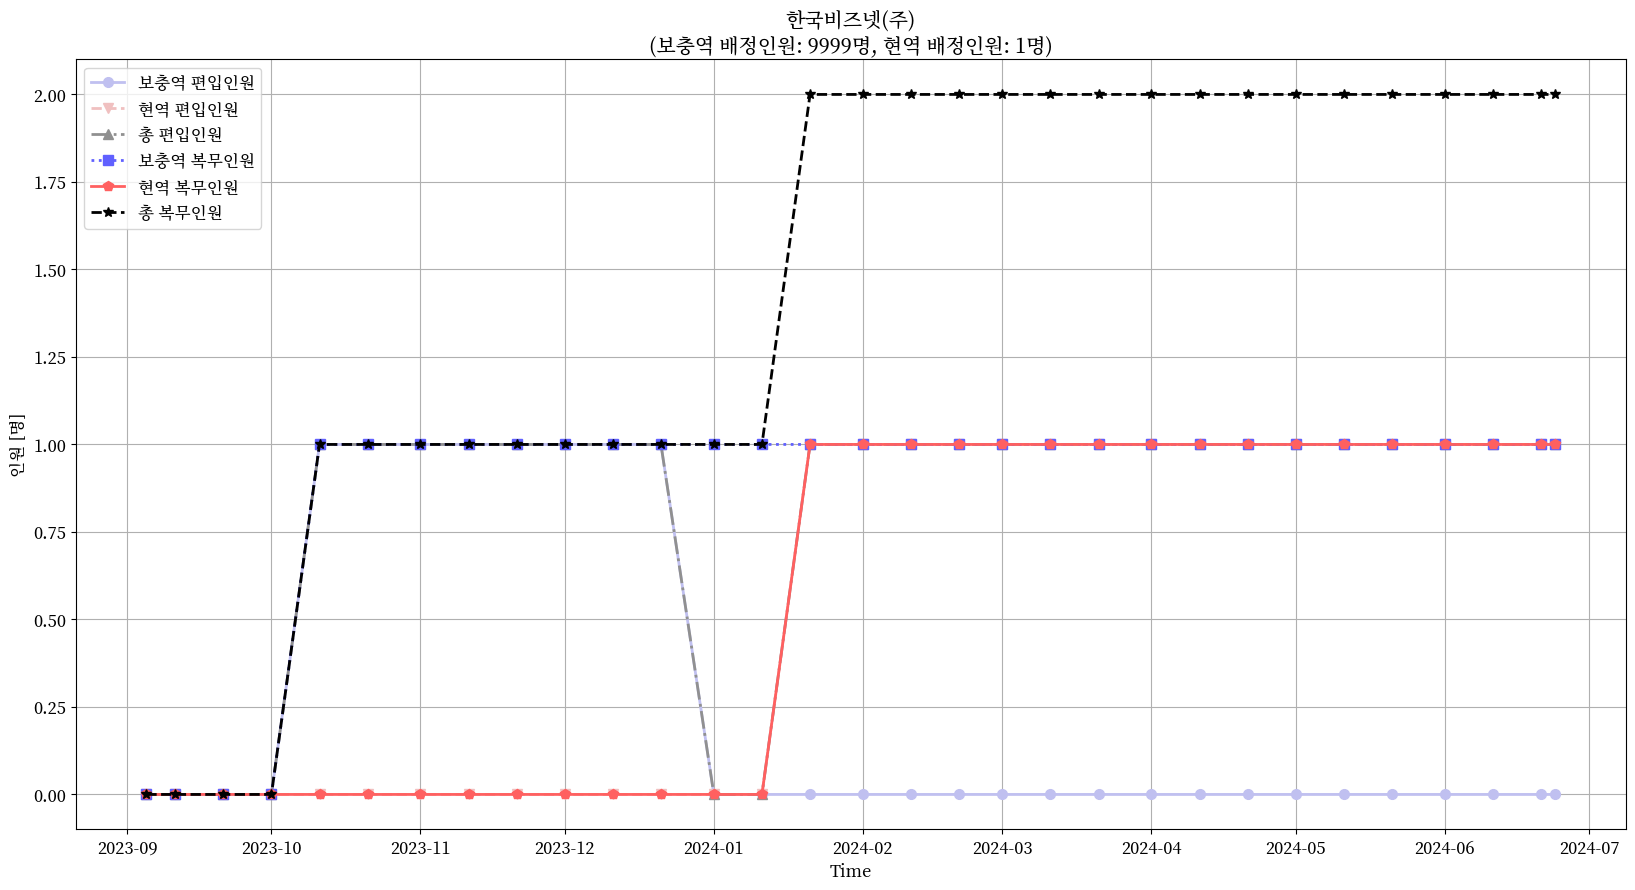 한국비즈넷(주)
(보충역 배정인원: 9999명, 현역 배정인원: 1명)
보충역 편입인원
현역 편입인원
총 편입인원
보충역 복무인원
현역 복무인원
총 복무인원
2.00
1.75
1.50
1.25
1.00
0.75
0.50
0.25
0.00
인원 [명]
2023-09 2023-10 2023-11 2023-12 2024-01 2024-02 2024-03 2024-04 2024-05 2024-06 2024-07
Time